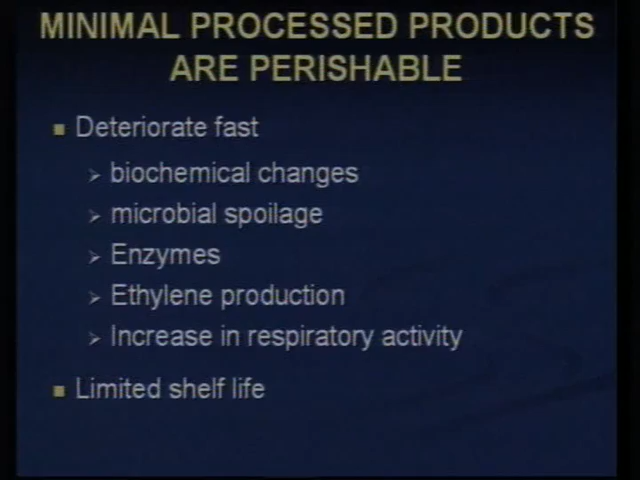 MINIMAL PROCESSED PRODUCTS
ARE PERISHABLE
Deteriorate fast
biochemical changes
microbial spoilage
Enzymes
Ethylene production
Increase in respiratory activity
Limited shelf life